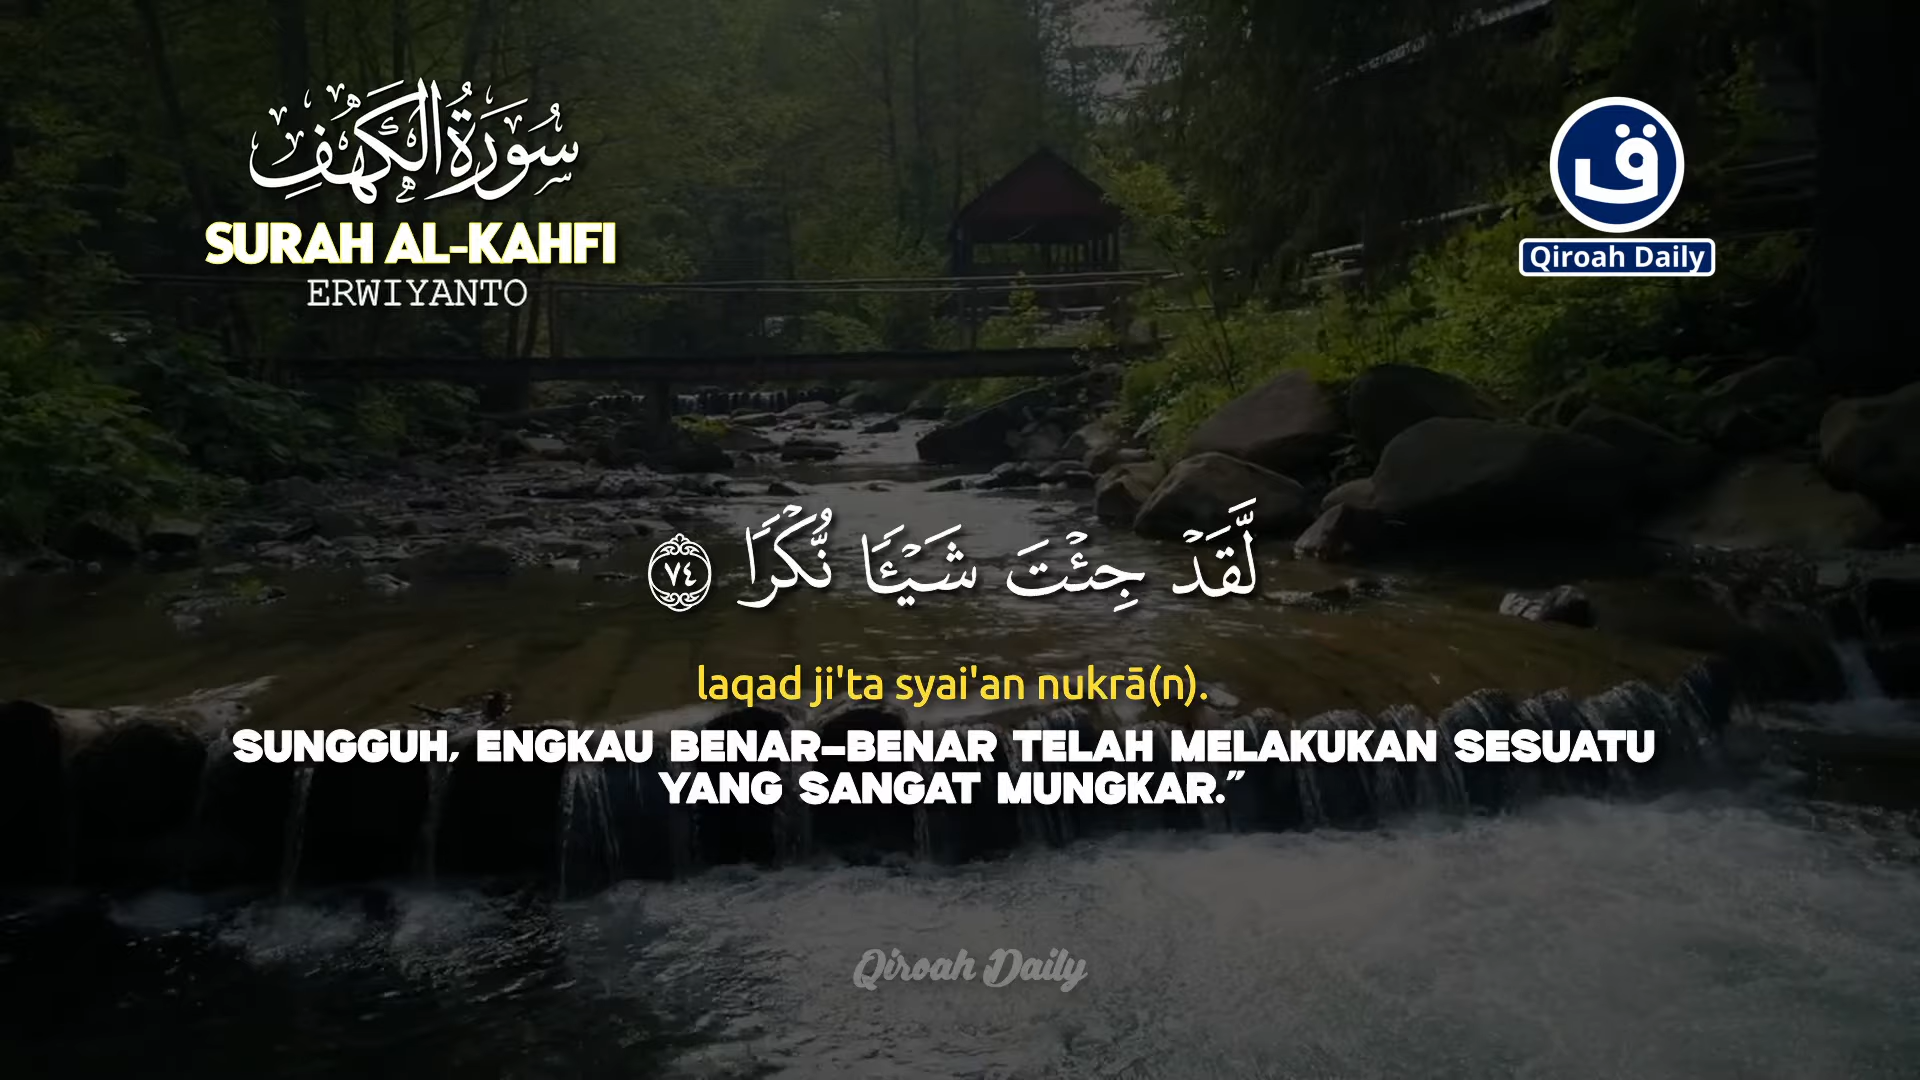 سُورَةُ الْكَهْفِ
SURAH AL-KAHFI
ERWIYANTO
ق
Qiroah Daily
لَّقَدْ جِئْتَ شَيْـًٔا نُّكْرًا ٧٤
laqad ji'ta syai'an nukrā(n).
SUNGGUH, ENGKAU BENAR-BENAR TELAH MELAKUKAN SESUATU
YANG SANGAT MUNGKAR.”
Qiroah Daily